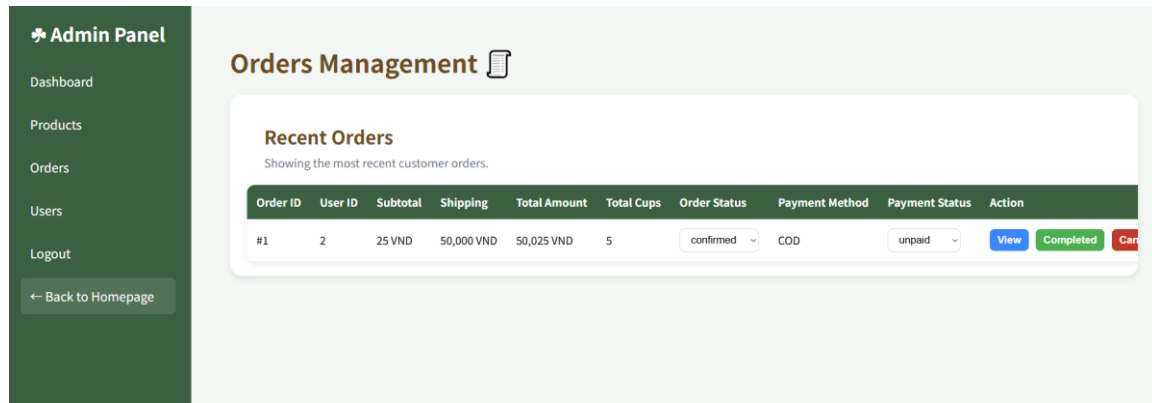 Admin Panel
Dashboard
Products
Orders
Users
Logout
← Back to Homepage
Orders Management
Recent Orders
Showing the most recent customer orders.
Order ID User ID Subtotal Shipping Total Amount Total Cups Order Status Payment Method Payment Status Action
#1 2 25 VND 50,000 VND 50,025 VND 5 confirmed COD unpaid View Completed Can